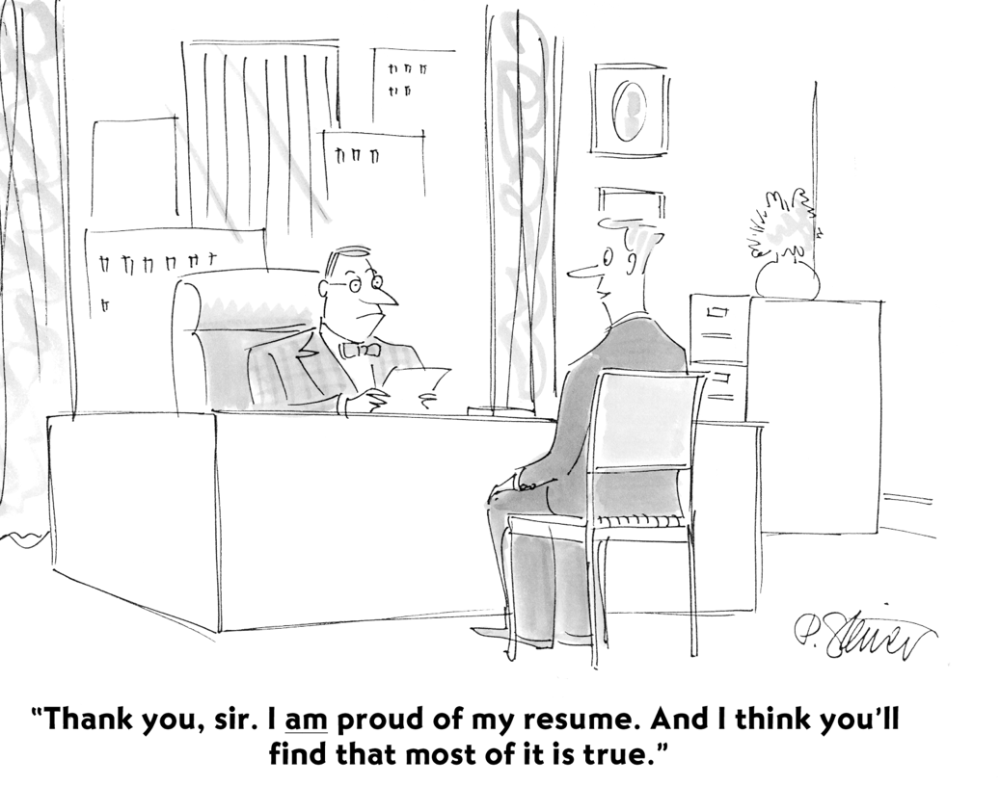 P. Steiner
“Thank you, sir. I am proud of my resume. And I think you’ll
find that most of it is true.”